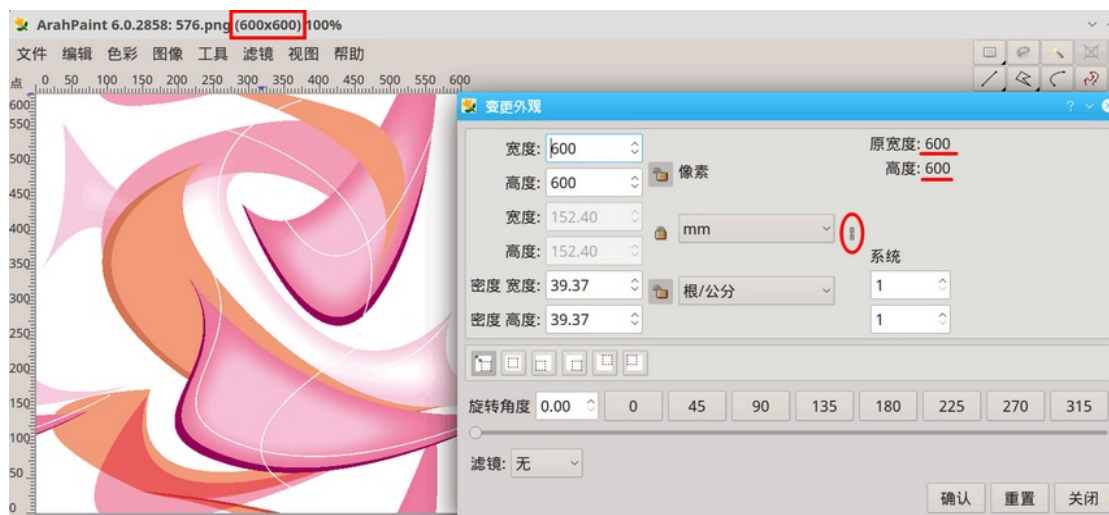 ArahPaint 6.0.2858: 576.png (600x600) 100%
文件 编辑 色彩 图像 工具 滤镜 视图 帮助
点 0 50 100 150 200 250 300 350 400 450 500 550 600
600
550
500
450
400
350
300
250
200
150
100
50
0
变更外观
宽度: 600
高度: 600
像素
原宽度: 600
高度: 600
宽度: 152.40
高度: 152.40
mm
系统
密度 宽度: 39.37
密度 高度: 39.37
根/公分
1
1
旋转角度 0.00 0 45 90 135 180 225 270 315
滤镜: 无
确认 重置 关闭